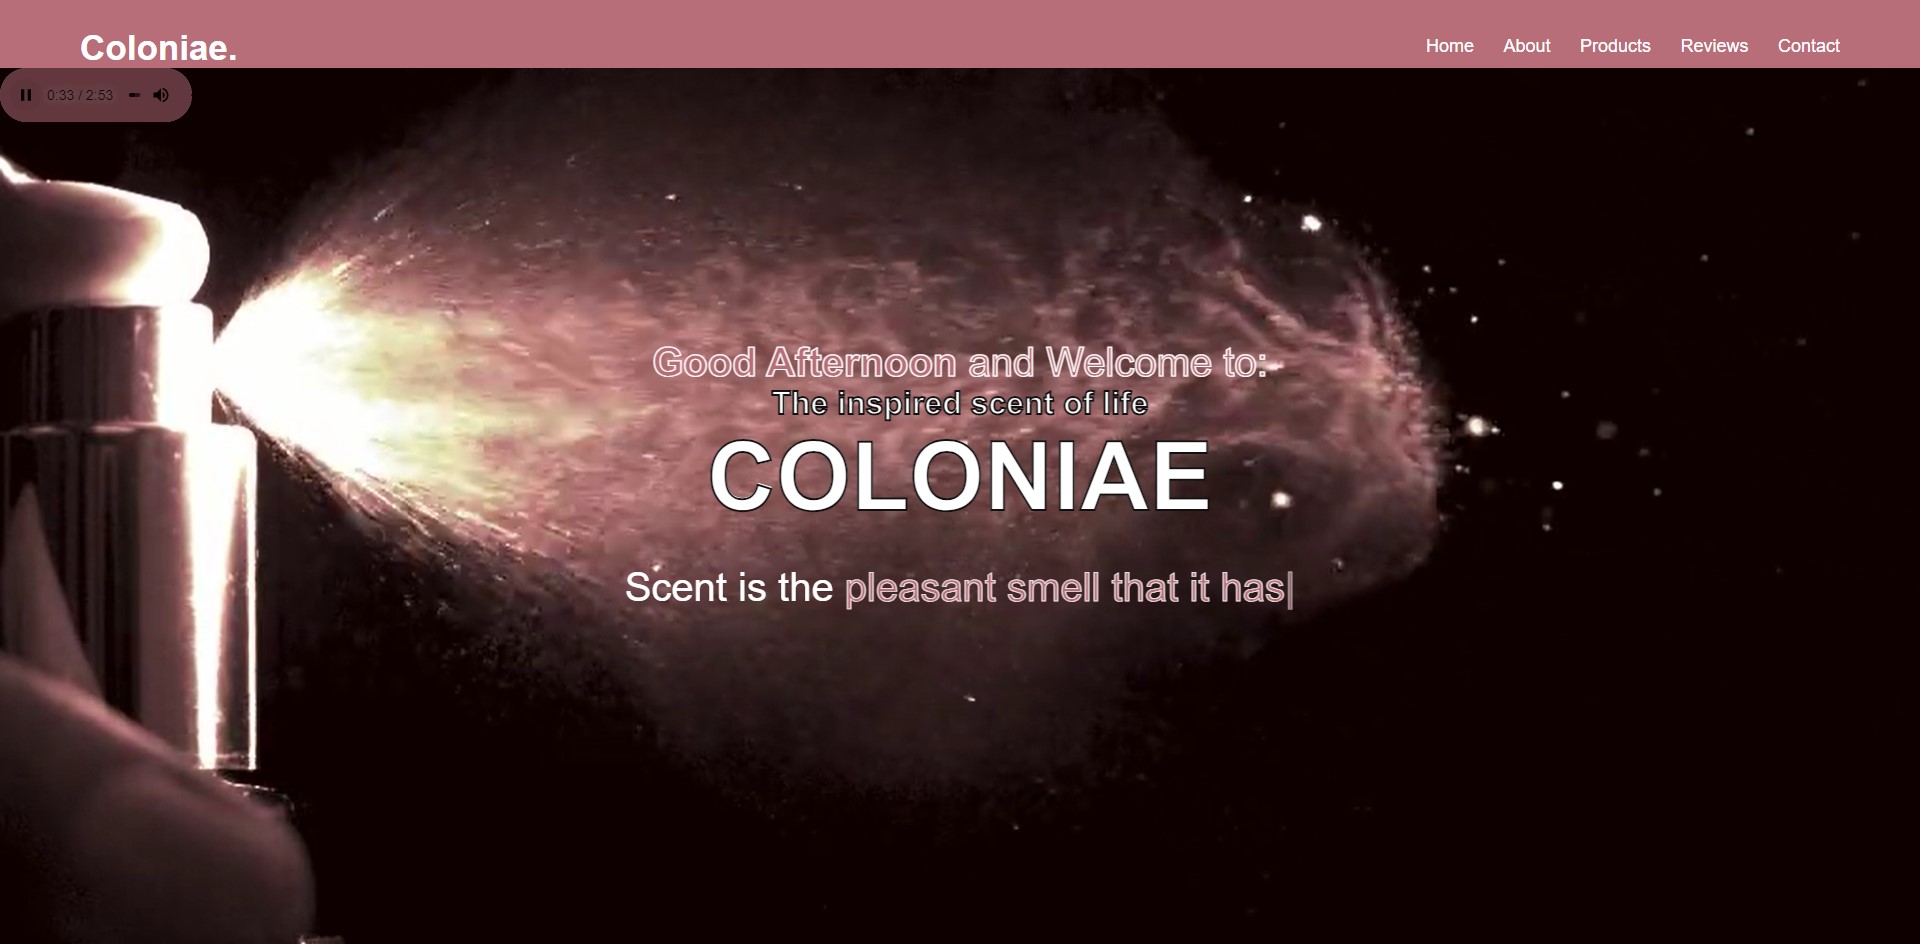 Coloniae.
Home About Products Reviews Contact
0:33 / 2:53
Good Afternoon and Welcome to:
The inspired scent of life
COLONIAE
Scent is the pleasant smell that it has|